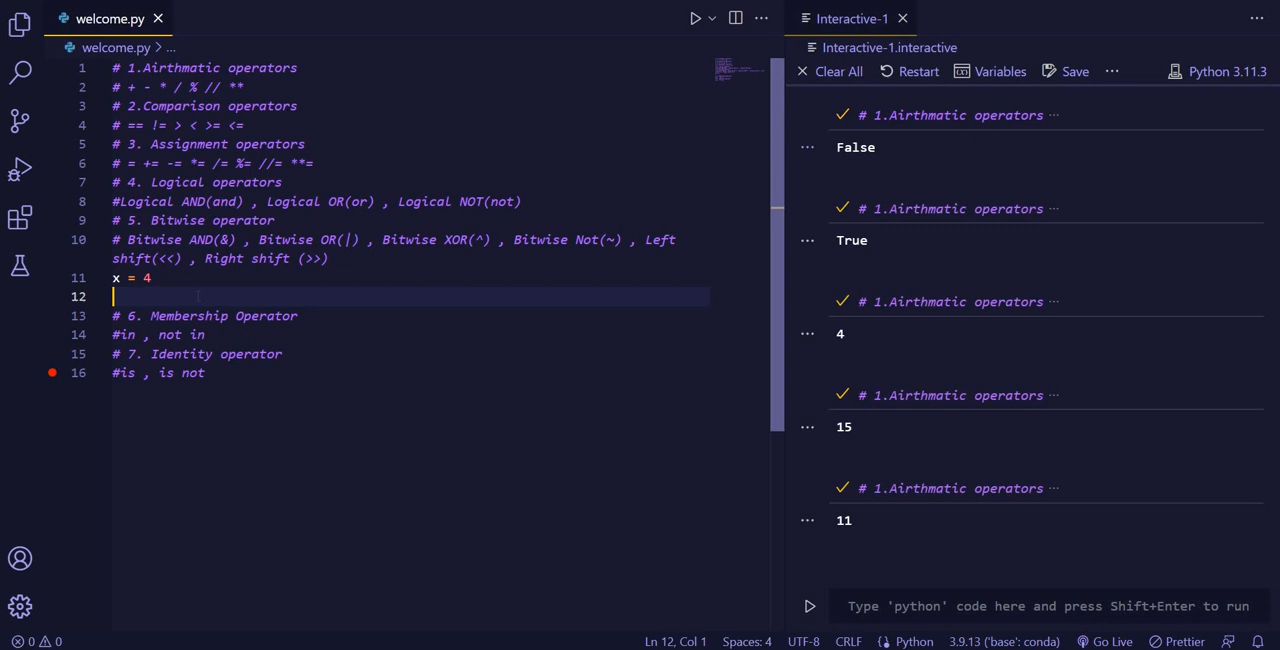 welcome.py
welcome.py > ...
1 # 1.Airthmatic operators
2 # + - * / % // **
3 # 2.Comparison operators
4 # == != > < >= <=
5 # 3. Assignment operators
6 # = += -= *= /= %= //= **=
7 # 4. Logical operators
8 #Logical AND(and) , Logical OR(or) , Logical NOT(not)
9 # 5. Bitwise operator
10 # Bitwise AND(&) , Bitwise OR(|) , Bitwise XOR(^) , Bitwise Not(~) , Left
shift(<<) , Right shift (>>)
11 x = 4
12
13 # 6. Membership Operator
14 #in , not in
15 # 7. Identity operator
16 #is , is not
Interactive-1
Interactive-1.interactive
Clear All Restart Variables Save ... Python 3.11.3
# 1.Airthmatic operators ...
... False
# 1.Airthmatic operators ...
... True
# 1.Airthmatic operators ...
... 4
# 1.Airthmatic operators ...
... 15
# 1.Airthmatic operators ...
... 11
Type 'python' code here and press Shift+Enter to run
0 0 Ln 12, Col 1 Spaces: 4 UTF-8 CRLF Python 3.9.13 ('base': conda) Go Live Prettier